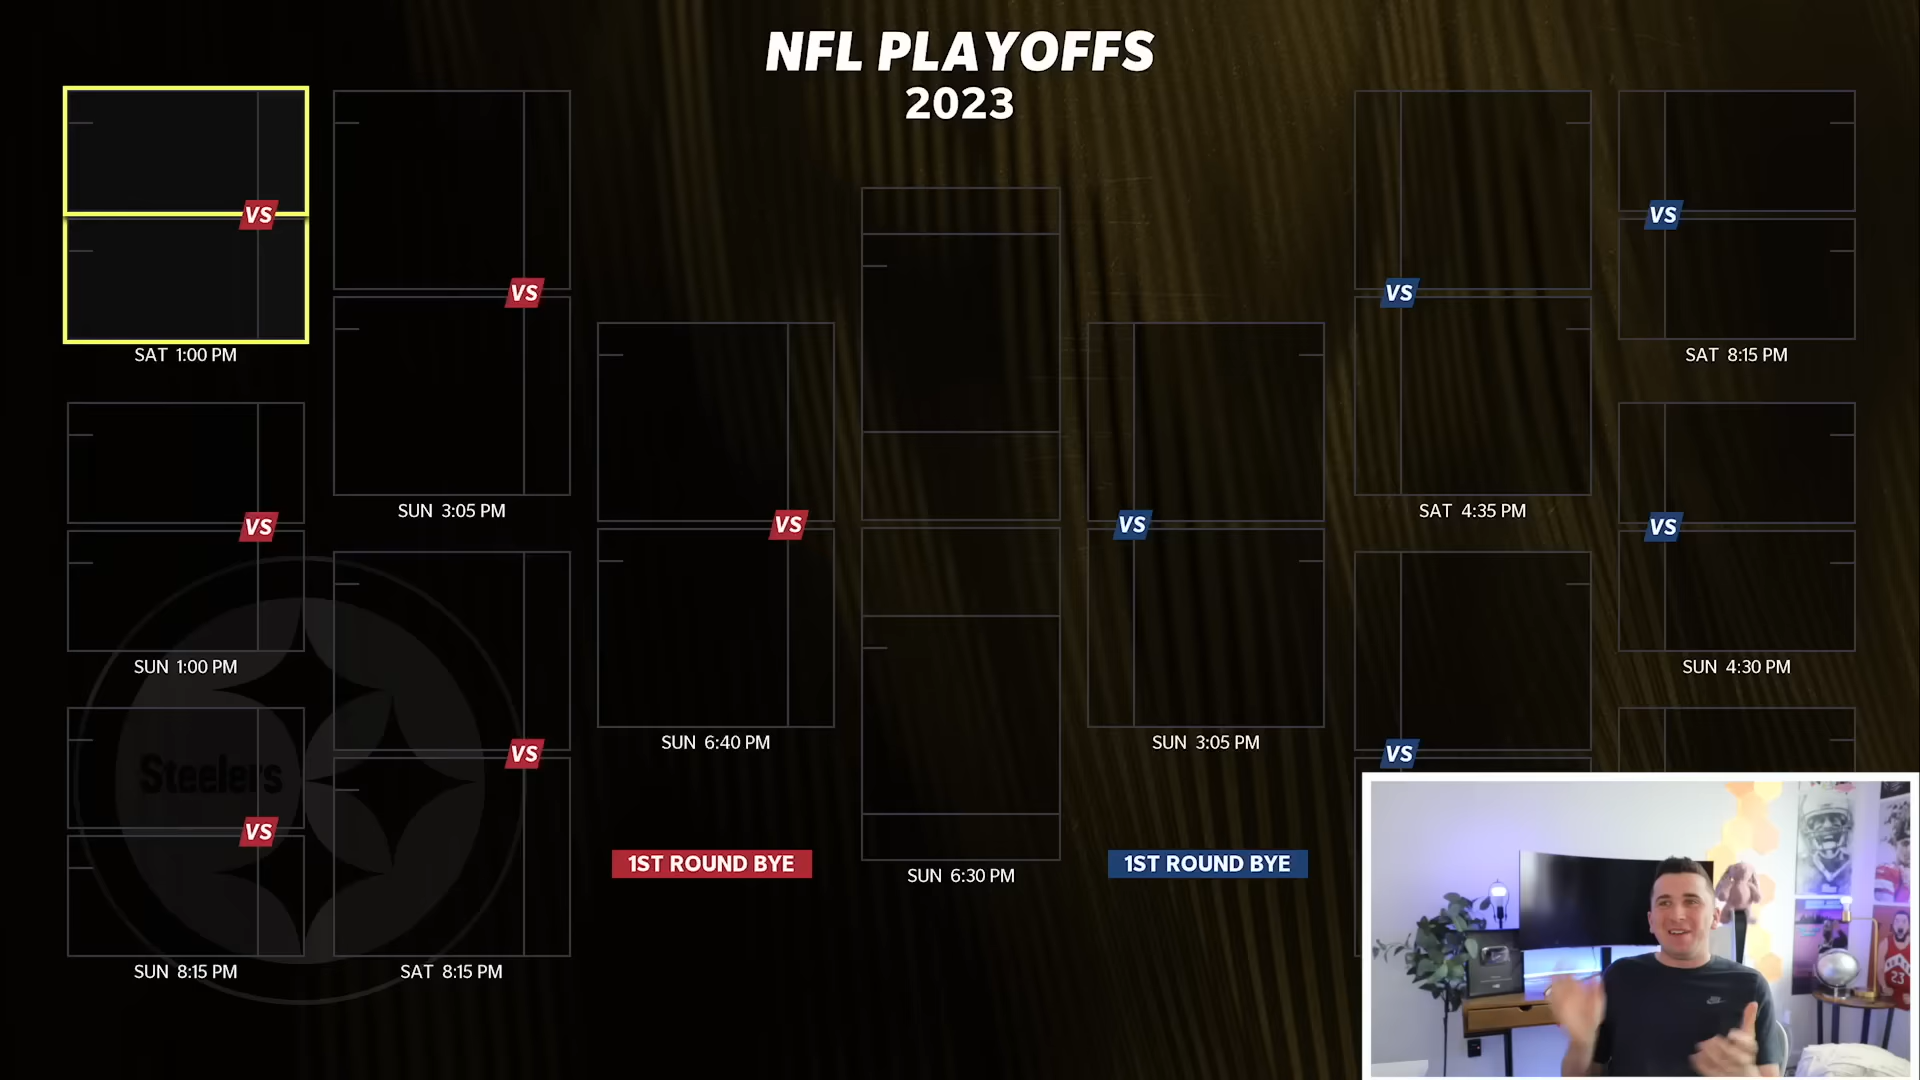 NFL PLAYOFFS
2023
VS
SAT 1:00 PM
VS
SUN 1:00 PM
Steelers
VS
SUN 8:15 PM
VS
SUN 3:05 PM
VS
SAT 8:15 PM
VS
SUN 6:40 PM
1ST ROUND BYE
SUN 6:30 PM
VS
SUN 3:05 PM
1ST ROUND BYE
VS
SAT 4:35 PM
VS
VS
SAT 8:15 PM
VS
SUN 4:30 PM
23